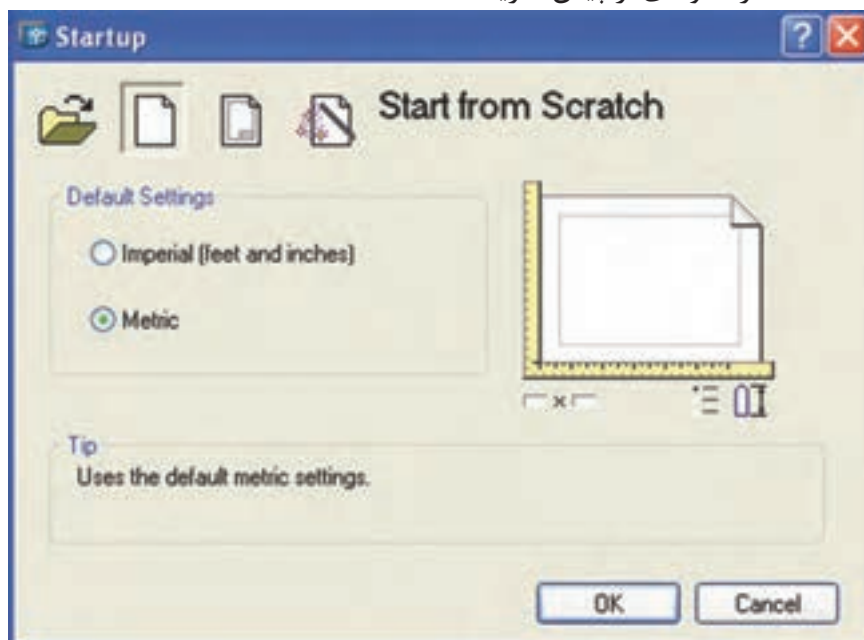 Startup
Start from Scratch
Default Settings
Imperial (feet and inches)
Metric
Tip
Uses the default metric settings.
OK
Cancel